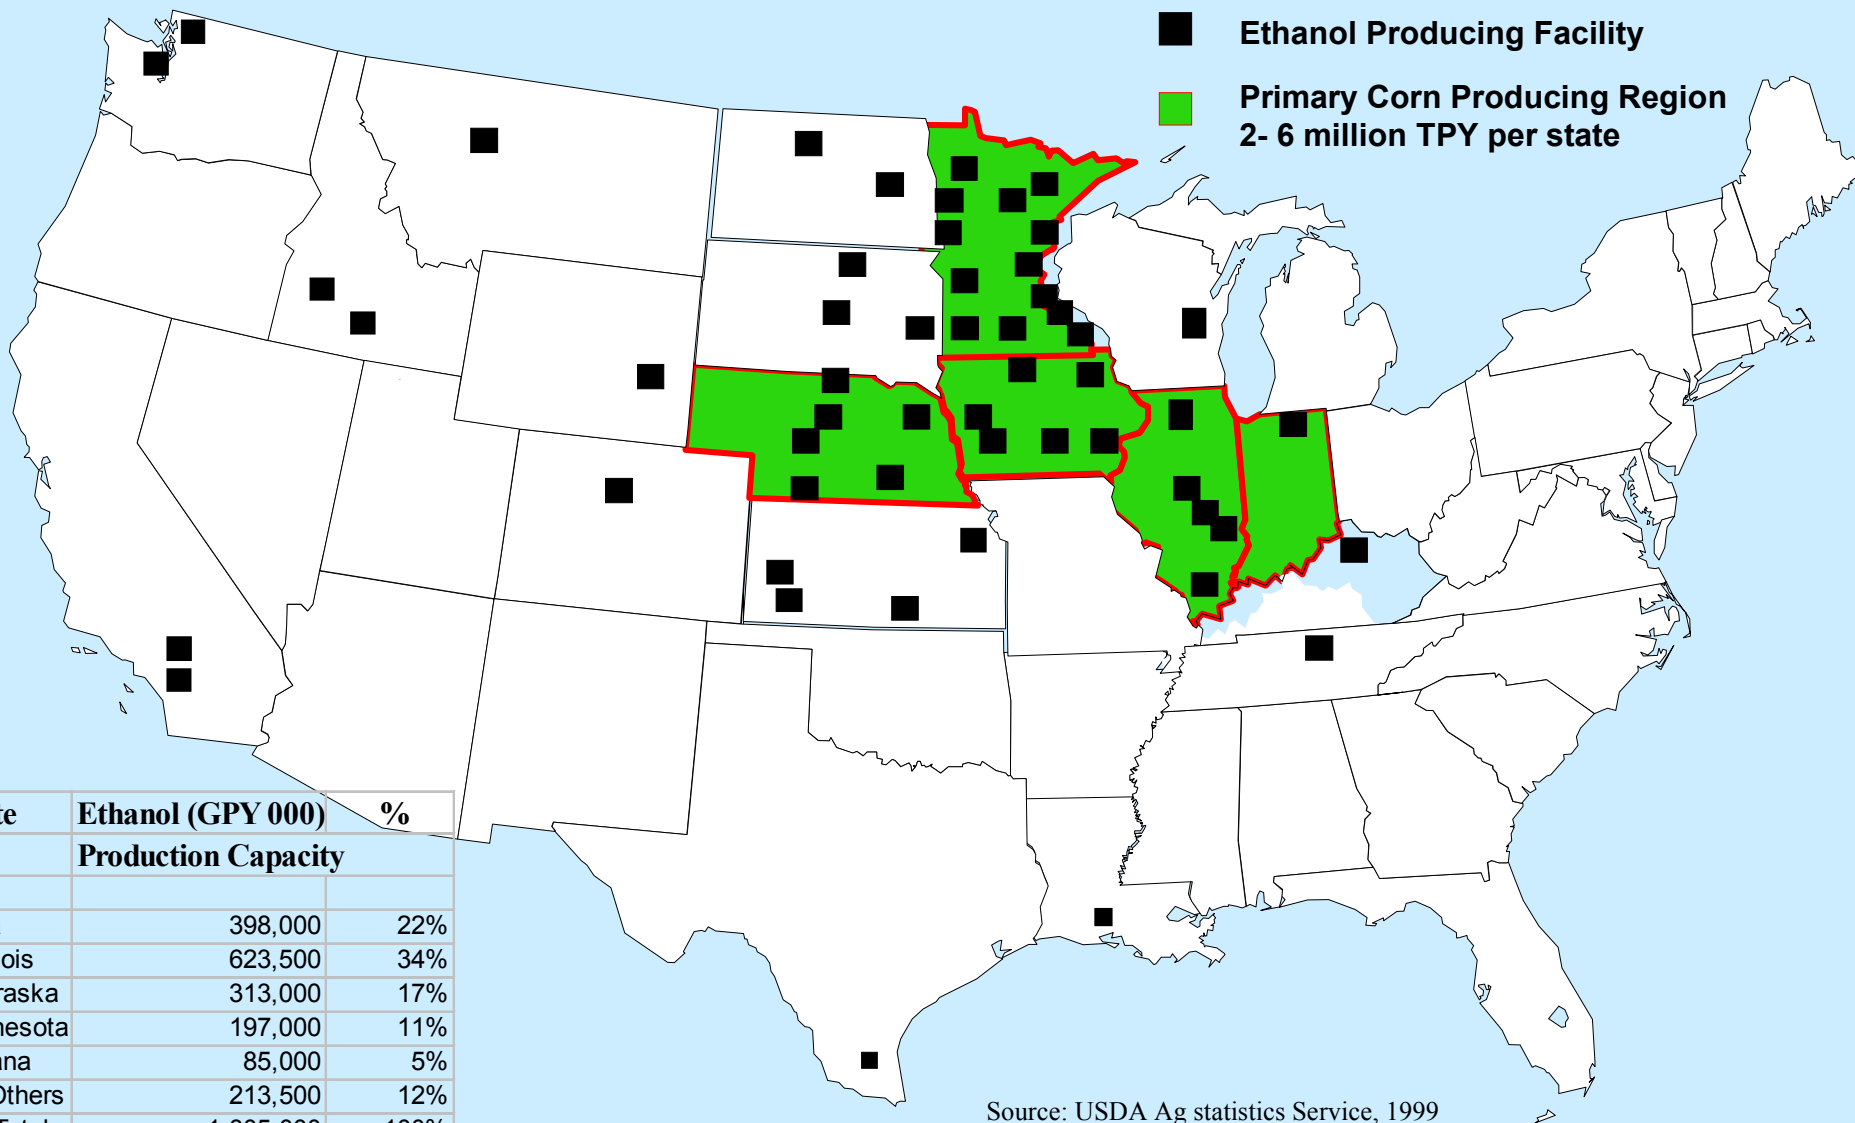 Ethanol Producing Facility
Primary Corn Producing Region
2- 6 million TPY per state
te Ethanol (GPY 000) %
Production Capacity
398,000 22%
ois 623,500 34%
raska 313,000 17%
nesota 197,000 11%
ana 85,000 5%
Others 213,500 12%
Source: USDA Ag statistics Service, 1999